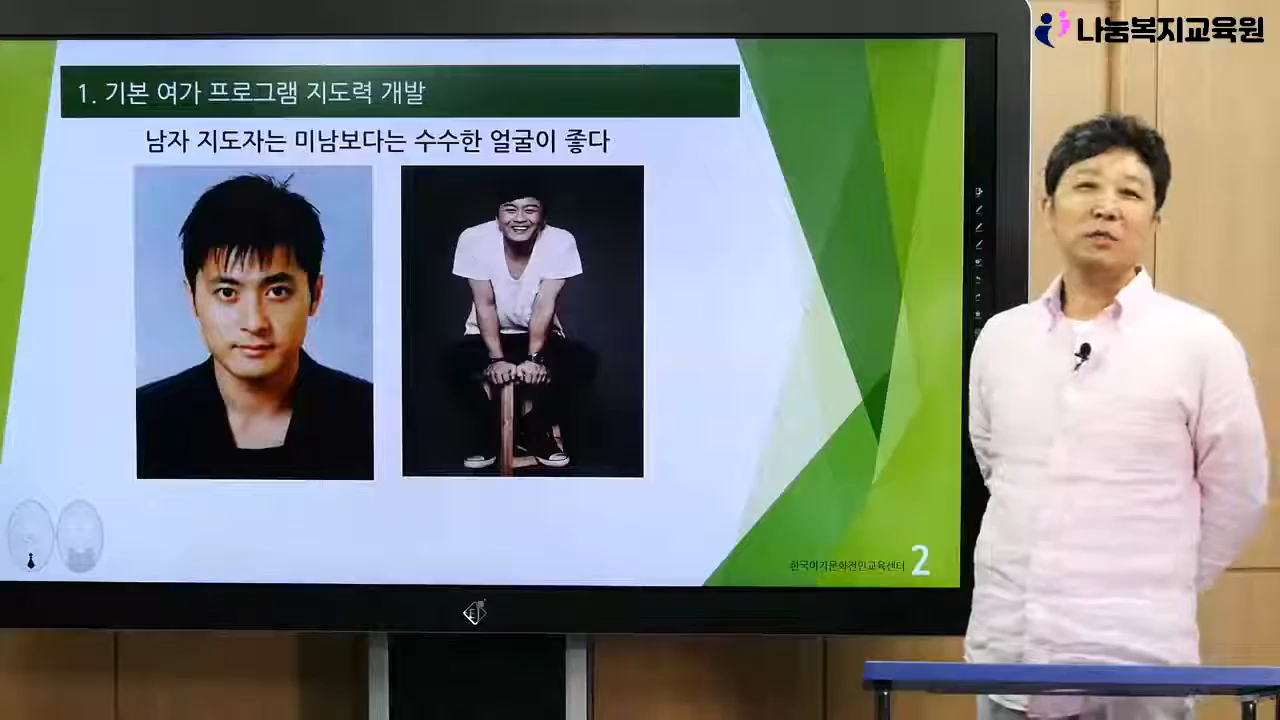 나눔복지교육원
1. 기본 여가 프로그램 지도력 개발
남자 지도자는 미남보다는 수수한 얼굴이 좋다
한국여가문화전인교육센터 2